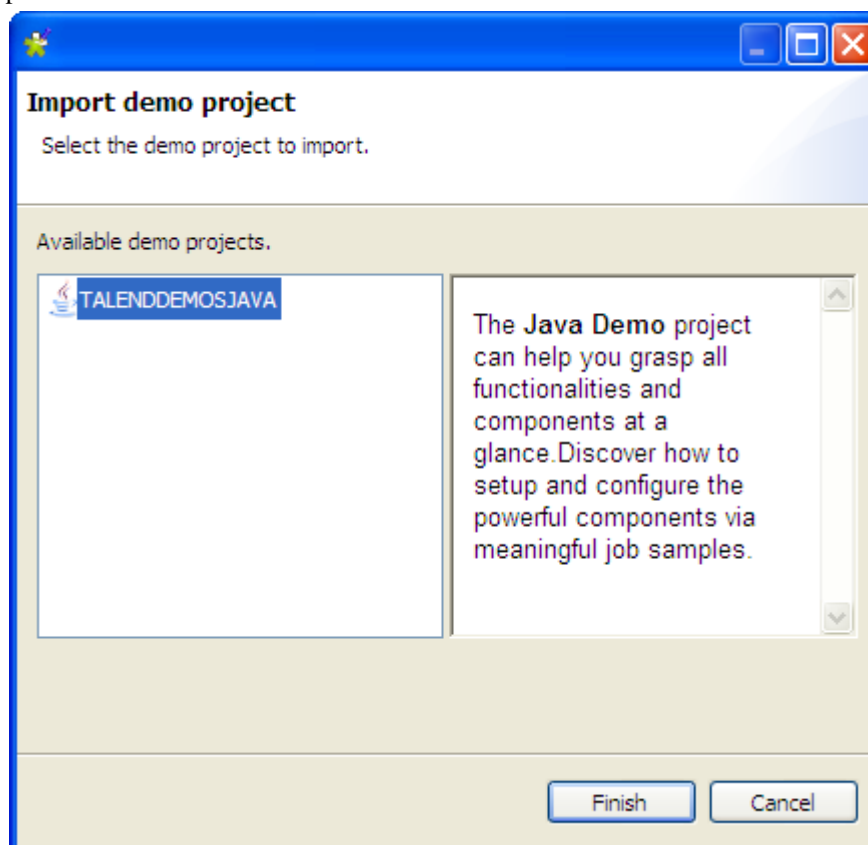 Import demo project
Select the demo project to import.
Available demo projects.
TALENDDEMOSJAVA
The Java Demo project
can help you grasp all
functionalities and
components at a
glance.Discover how to
setup and configure the
powerful components via
meaningful job samples.
Finish
Cancel